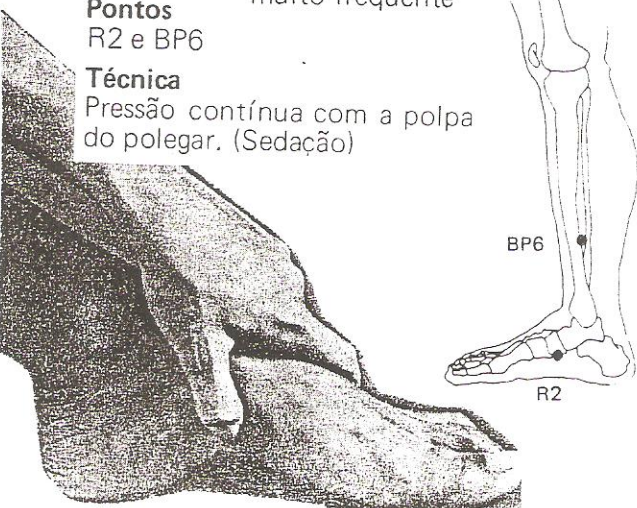 muito frequente
Pontos
R2 e BP6
Técnica
Pressão contínua com a polpa
do polegar. (Sedação)
BP6
R2